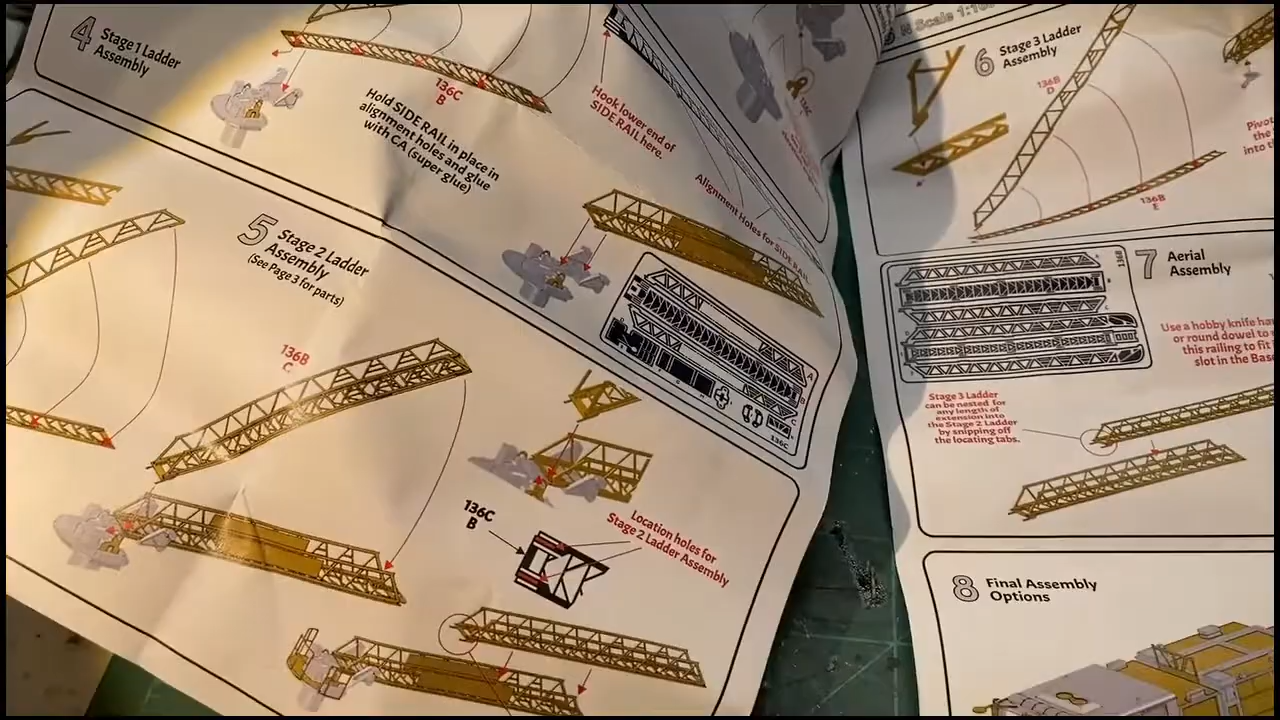 4
Stage 1 Ladder
Assembly
136C
B
Hold SIDE RAIL in place in
alignment holes and glue
with CA (super glue)
Hook lower end of
SIDE RAIL here.
Alignment Holes for SIDE RAIL
5
Stage 2 Ladder
Assembly
(See Page 3 for parts)
136B
C
A
B
C
136C
136C
B
Location holes for
Stage 2 Ladder Assembly
N Scale
6
Stage 3 Ladder
Assembly
136B
D
136B
E
136B
7
Aerial
Assembly
Use a hobby knife
or round dowel to
this railing to fit
slot in the
Stage 3 Ladder
can be nested for
any length of
extension into
the Stage 2 Ladder
by snipping off
the locating tabs.
8
Final Assembly
Options